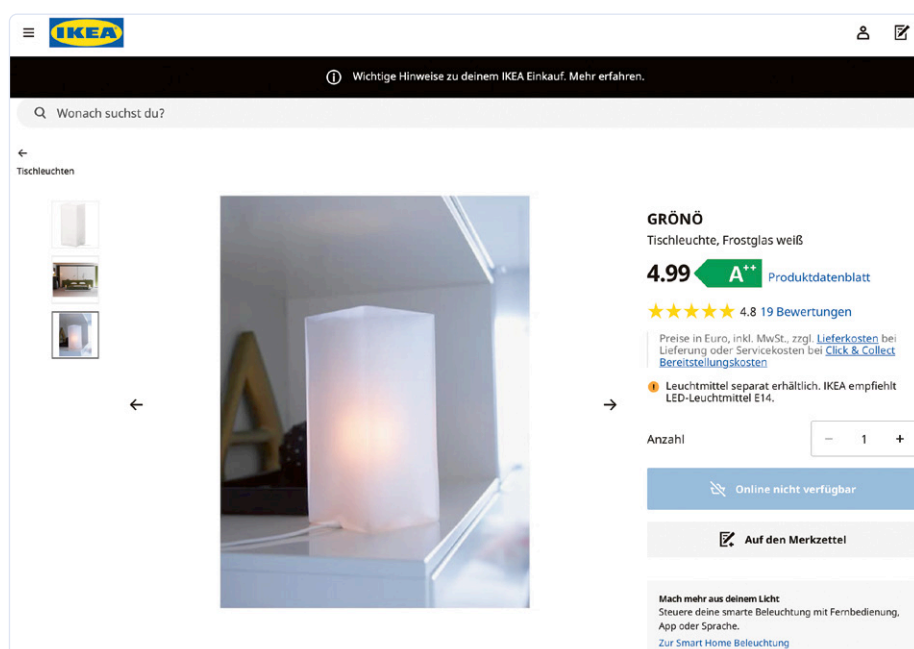 IKEA
Wichtige Hinweise zu deinem IKEA Einkauf. Mehr erfahren.
Wonach suchst du?
Tischleuchten
GRÖNÖ
Tischleuchte, Frostglas weiß
4.99 A++ Produktdatenblatt
4.8 19 Bewertungen
Preise in Euro, inkl. MwSt., zzgl. Lieferkosten bei
Lieferung oder Servicekosten bei Click & Collect
Bereitstellungskosten
Leuchtmittel separat erhältlich. IKEA empfiehlt
LED-Leuchtmittel E14.
Anzahl
− 1 +
Online nicht verfügbar
Auf den Merkzettel
Mach mehr aus deinem Licht
Steuere deine smarte Beleuchtung mit Fernbedienung,
App oder Sprache.
Zur Smart Home Beleuchtung